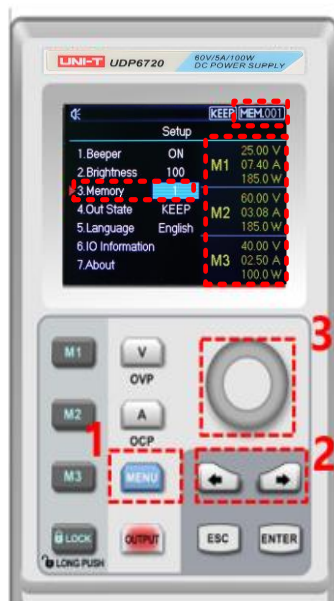 UNI-T UDP6720 60V/5A/100W
DC POWER SUPPLY
KEEP MEM.001
Setup
1.Beeper ON
2.Brightness 100
3.Memory 1
4.Out State KEEP
5.Language English
6.IO Information
7.About
25.00 V
M1 07.40 A
185.0 W
60.00 V
M2 03.08 A
185.0 W
40.00 V
M3 02.50 A
100.0 W
3
M1 V
OVP
M2 A
OCP
1
2
M3 MENU
LOCK OUTPUT ESC ENTER
LONG PUSH